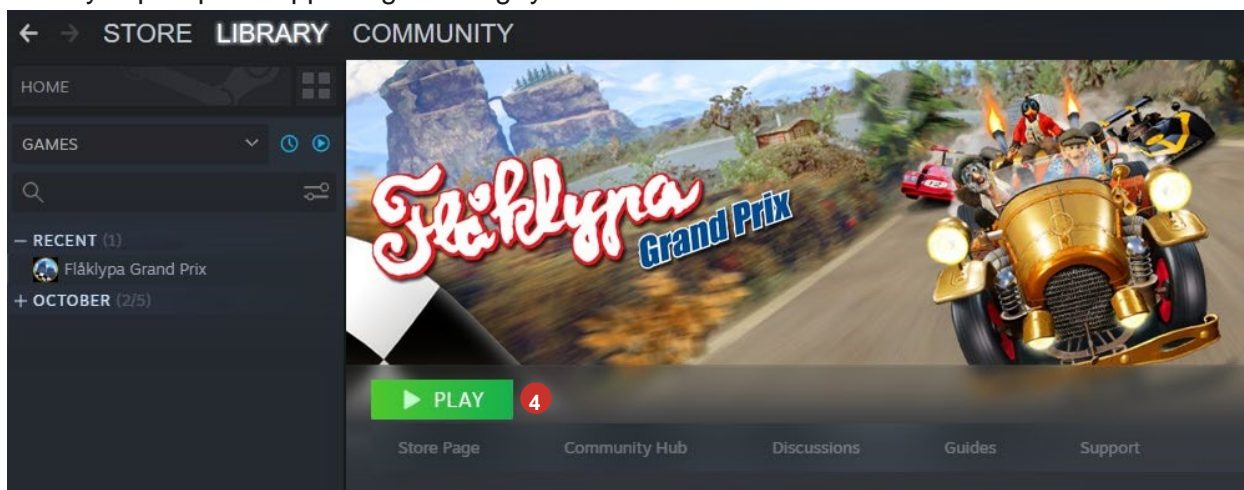 STORE LIBRARY COMMUNITY
HOME
GAMES
RECENT (1)
Flåklypa Grand Prix
OCTOBER (2/5)
Flåklypa
Grand Prix
12
PLAY 4
Store Page Community Hub Discussions Guides Support